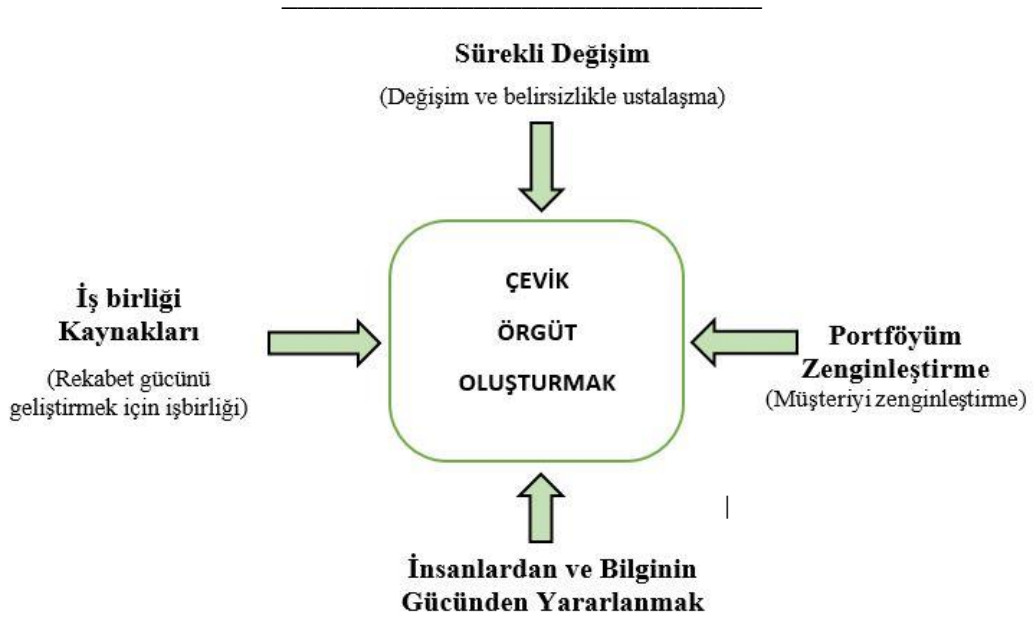 Sürekli Değişim
(Değişim ve belirsizlikle ustalaşma)
İş birliği
Kaynakları
(Rekabet gücünü
geliştirmek için işbirliği)
ÇEVİK
ÖRGÜT
OLUŞTURMAK
Portföyüm
Zenginleştirme
(Müşteriyi zenginleştirme)
İnsanlardan ve Bilginin
Gücünden Yararlanmak